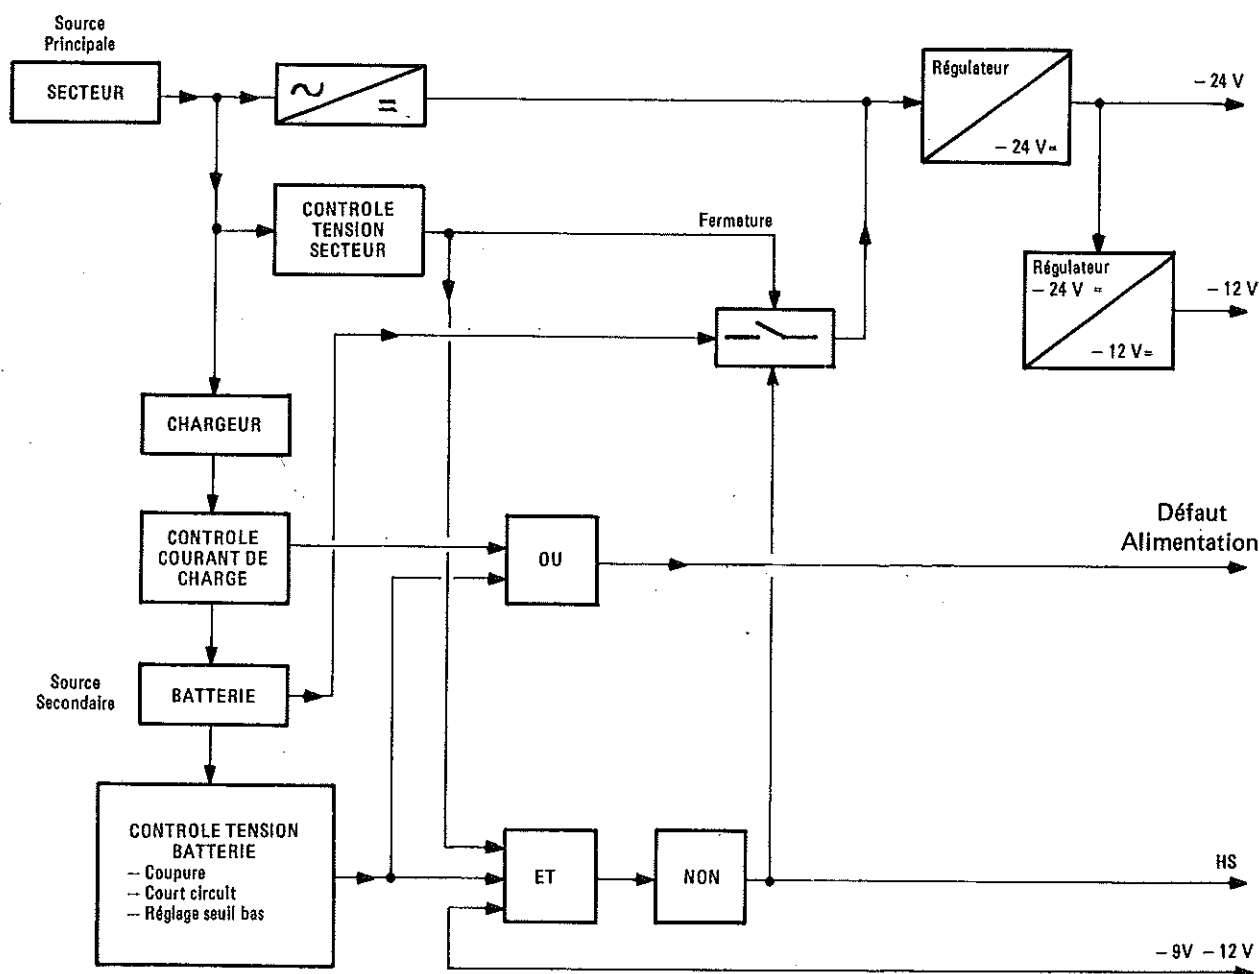 Source
Principale
SECTEUR
∼
=
Régulateur
– 24 V=
– 24 V
CONTROLE
TENSION
SECTEUR
Fermeture
Régulateur
– 24 V =
– 12 V=
– 12 V
CHARGEUR
CONTROLE
COURANT DE
CHARGE
OU
Défaut
Alimentation
Source
Secondaire
BATTERIE
CONTROLE TENSION
BATTERIE
– Coupure
– Court circuit
– Réglage seuil bas
ET
NON
HS
– 9V – 12 V